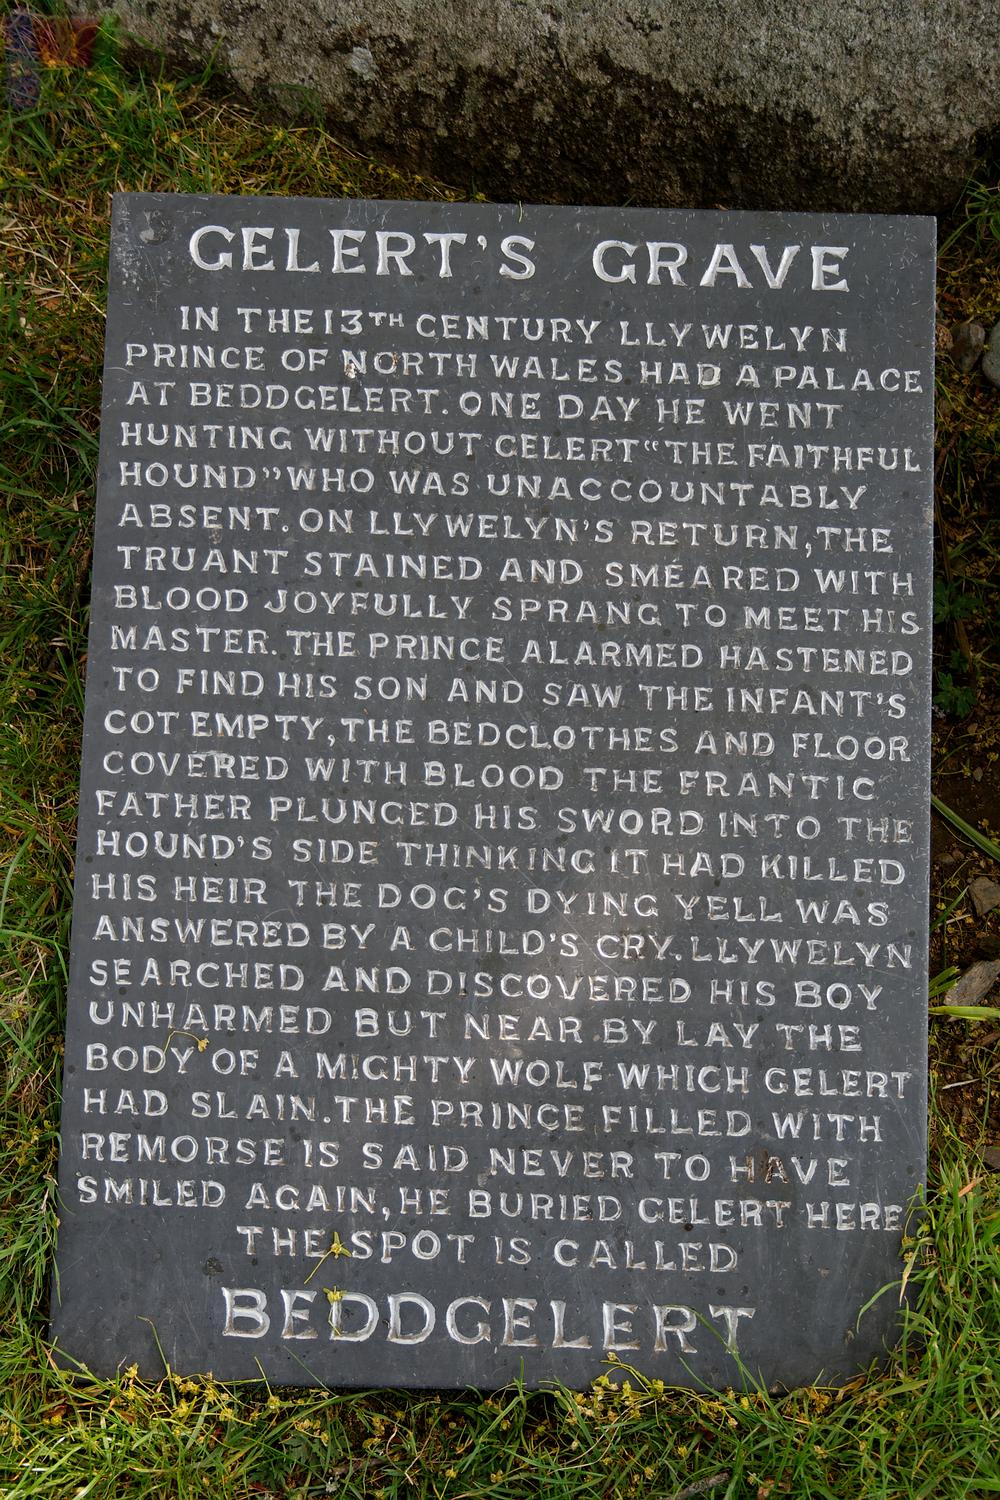 GELERT'S GRAVE
IN THE 13TH CENTURY LLYWELYN
PRINCE OF NORTH WALES HAD A PALACE
AT BEDDGELERT. ONE DAY HE WENT
HUNTING WITHOUT GELERT "THE FAITHFUL
HOUND" WHO WAS UNACCOUNTABLY
ABSENT. ON LLYWELYN'S RETURN, THE
TRUANT STAINED AND SMEARED WITH
BLOOD JOYFULLY SPRANG TO MEET HIS
MASTER. THE PRINCE ALARMED HASTENED
TO FIND HIS SON AND SAW THE INFANT'S
COT EMPTY, THE BEDCLOTHES AND FLOOR
COVERED WITH BLOOD THE FRANTIC
FATHER PLUNGED HIS SWORD INTO THE
HOUND'S SIDE THINKING IT HAD KILLED
HIS HEIR THE DOG'S DYING YELL WAS
ANSWERED BY A CHILD'S CRY. LLYWELYN
SEARCHED AND DISCOVERED HIS BOY
UNHARMED BUT NEAR BY LAY THE
BODY OF A MIGHTY WOLF WHICH GELERT
HAD SLAIN. THE PRINCE FILLED WITH
REMORSE IS SAID NEVER TO HAVE
SMILED AGAIN, HE BURIED GELERT HERE
THE SPOT IS CALLED
BEDDGELERT